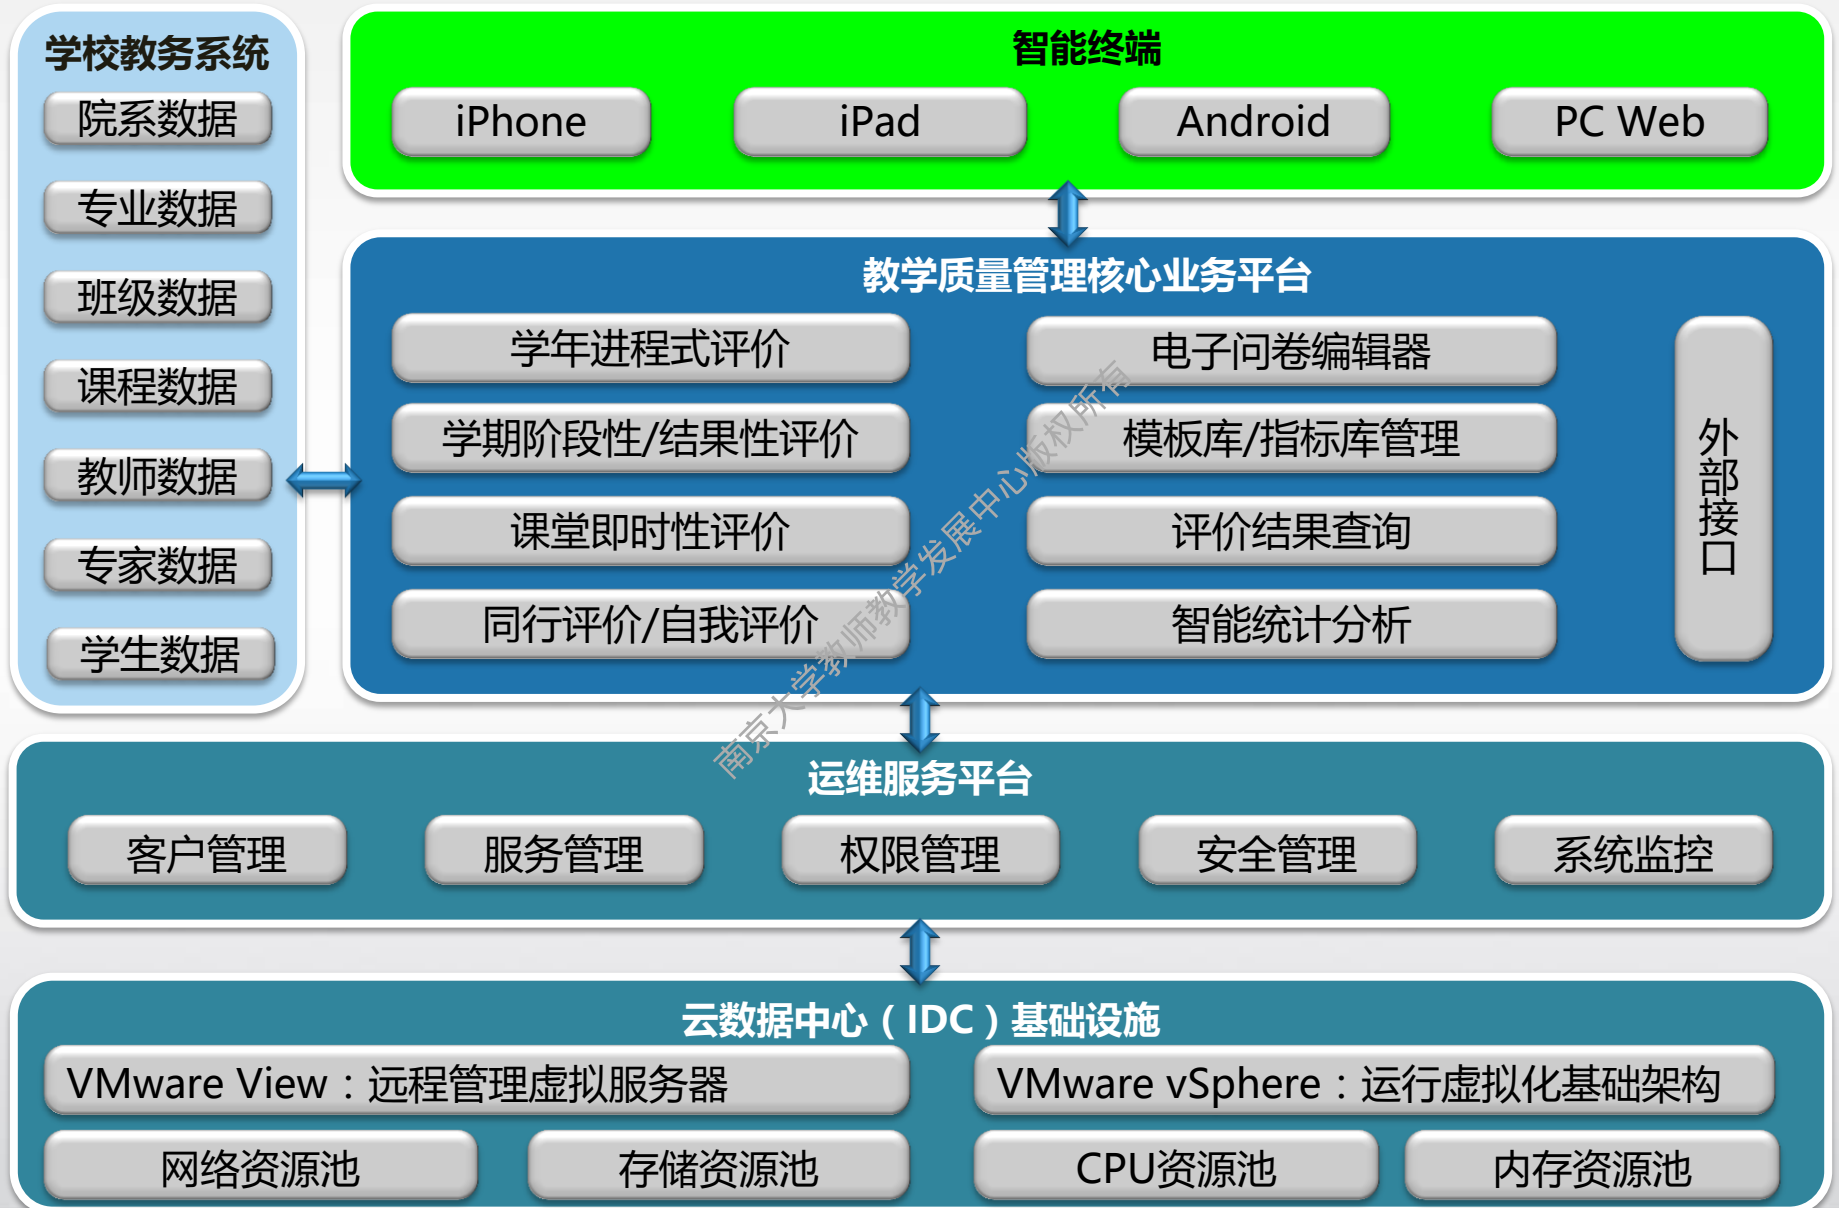 学校教务系统
院系数据
专业数据
班级数据
课程数据
教师数据
专家数据
学生数据
智能终端
iPhone
iPad
Android
PC Web
教学质量管理核心业务平台
学年进程式评价
电子问卷编辑器
学期阶段性/结果性评价
模板库/指标库管理
课堂即时性评价
评价结果查询
同行评价/自我评价
智能统计分析
外部接口
南京大学教师教学发展中心版权所有
运维服务平台
客户管理
服务管理
权限管理
安全管理
系统监控
云数据中心（IDC）基础设施
VMware View：远程管理虚拟服务器
VMware vSphere：运行虚拟化基础架构
网络资源池
存储资源池
CPU资源池
内存资源池